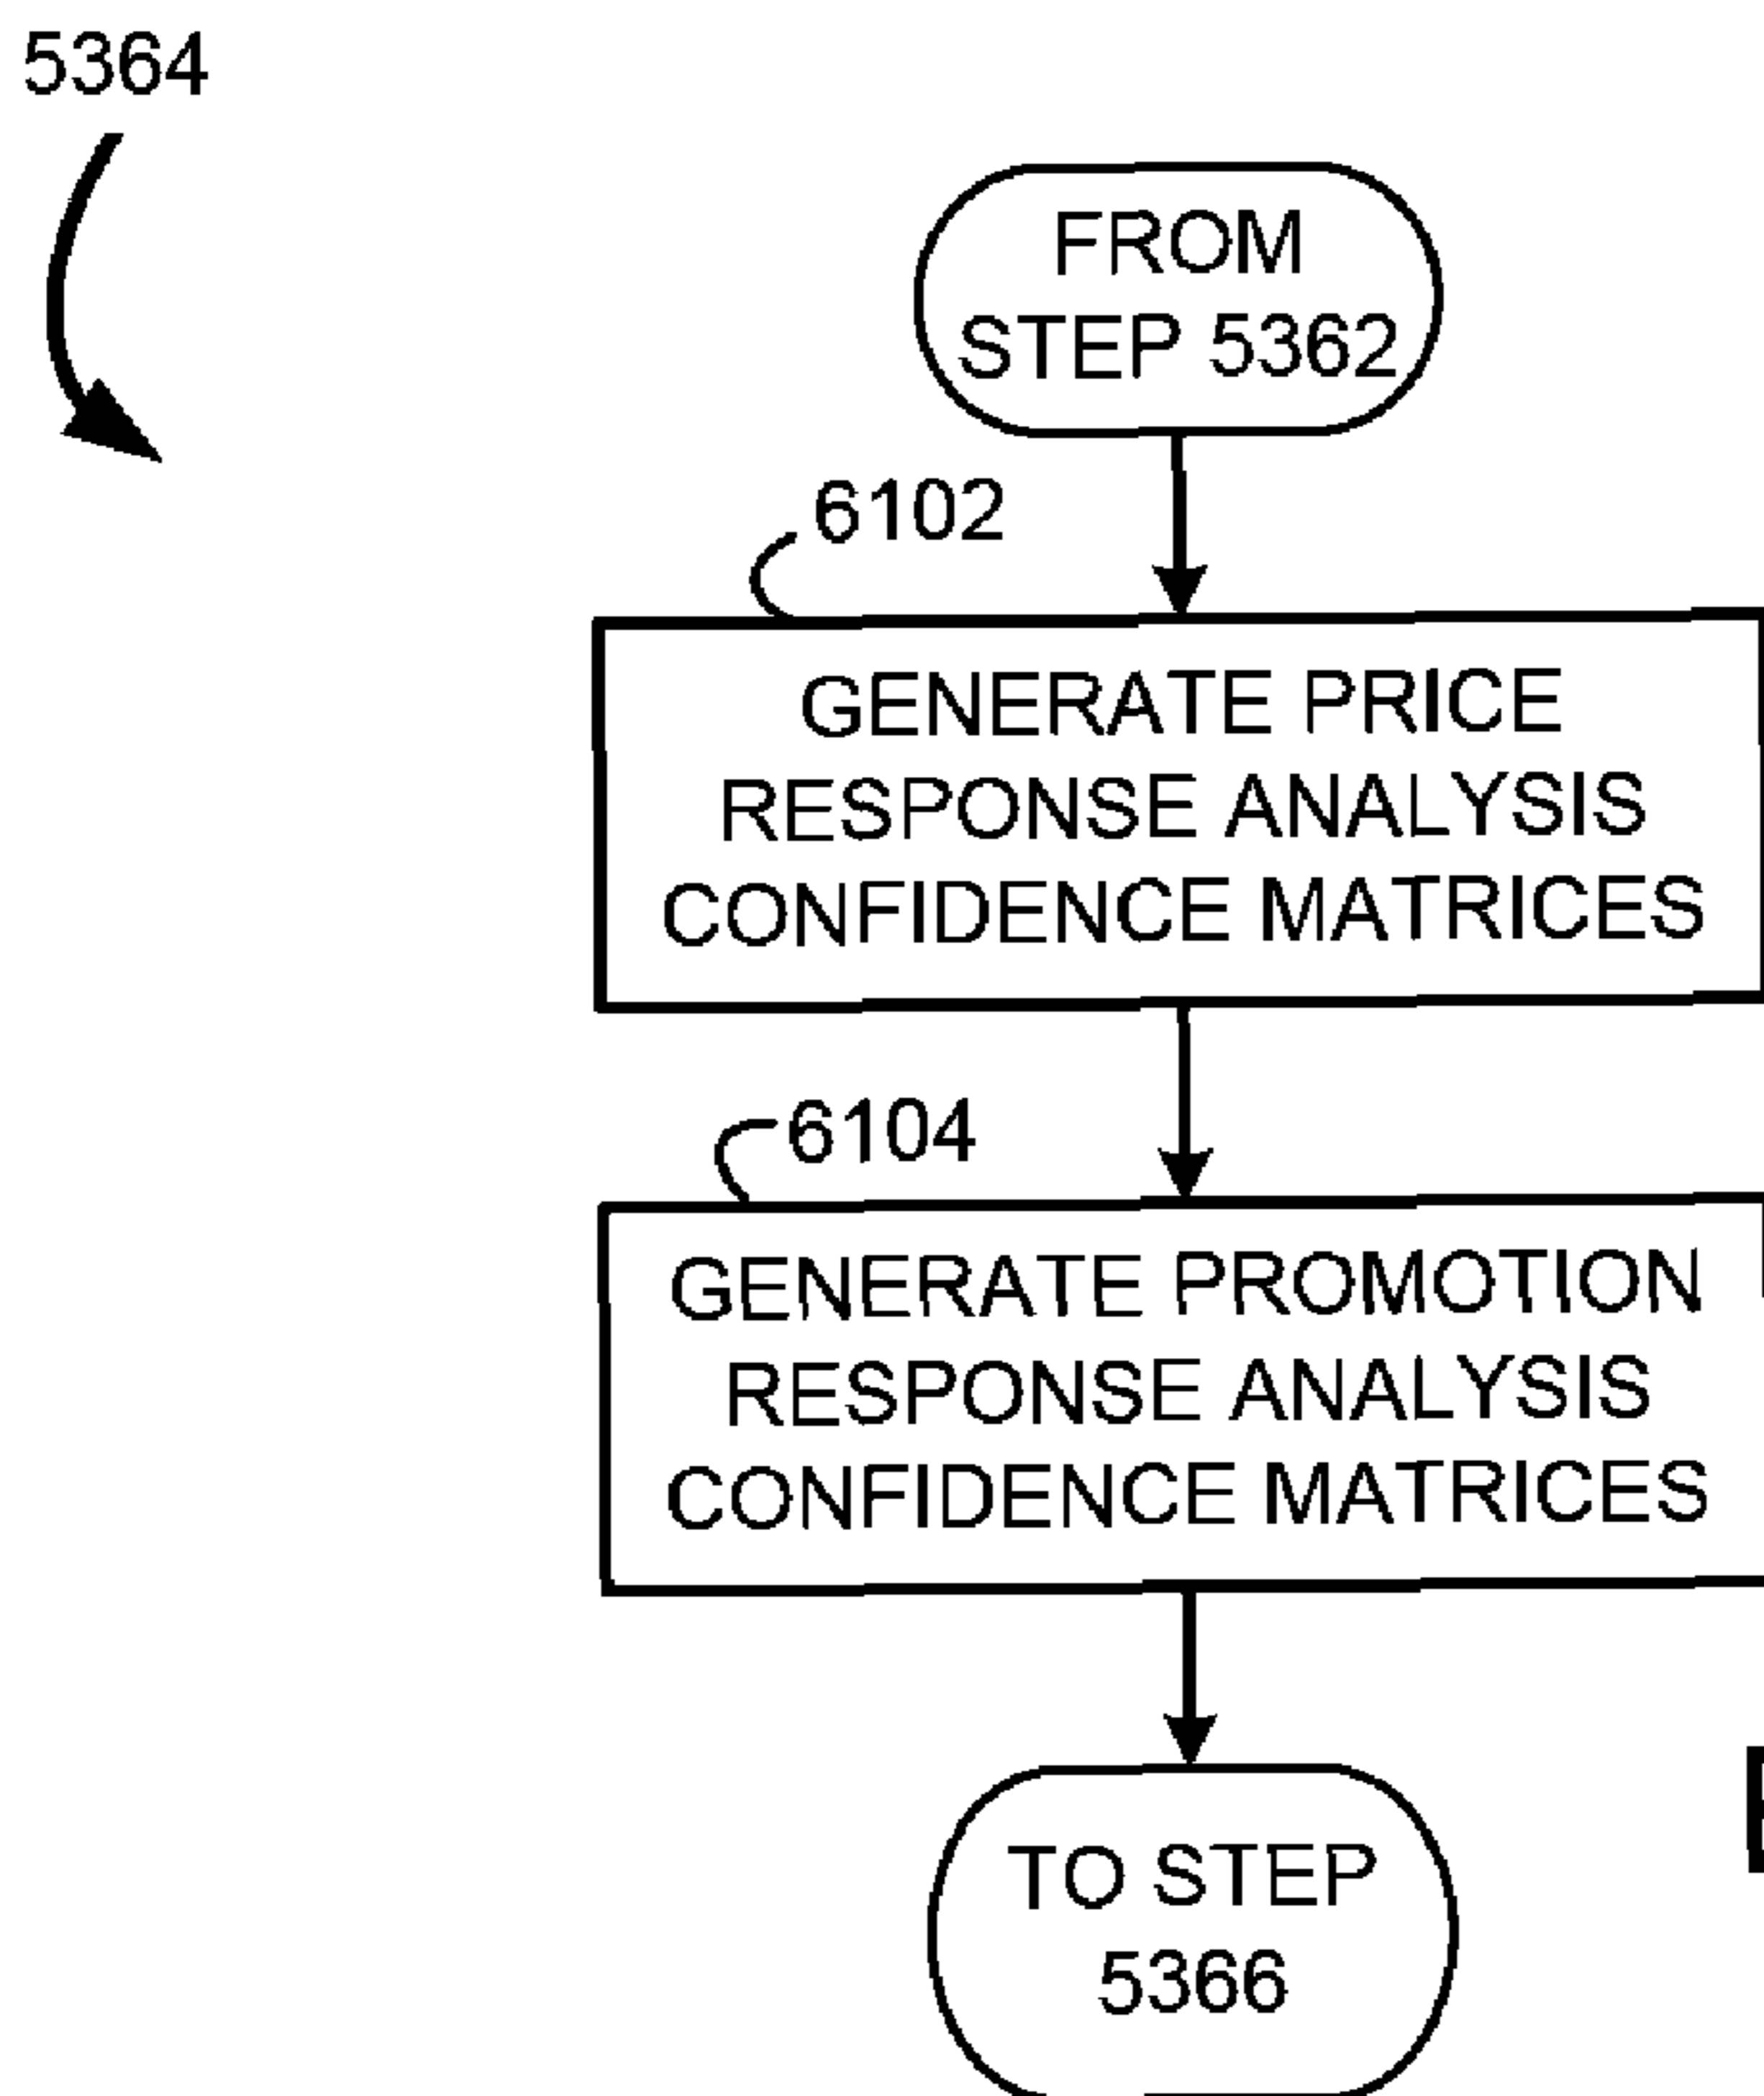 5364
FROM
STEP 5362
6102
GENERATE PRICE
RESPONSE ANALYSIS
CONFIDENCE MATRICES
6104
GENERATE PROMOTION
RESPONSE ANALYSIS
CONFIDENCE MATRICES
TO STEP
5366